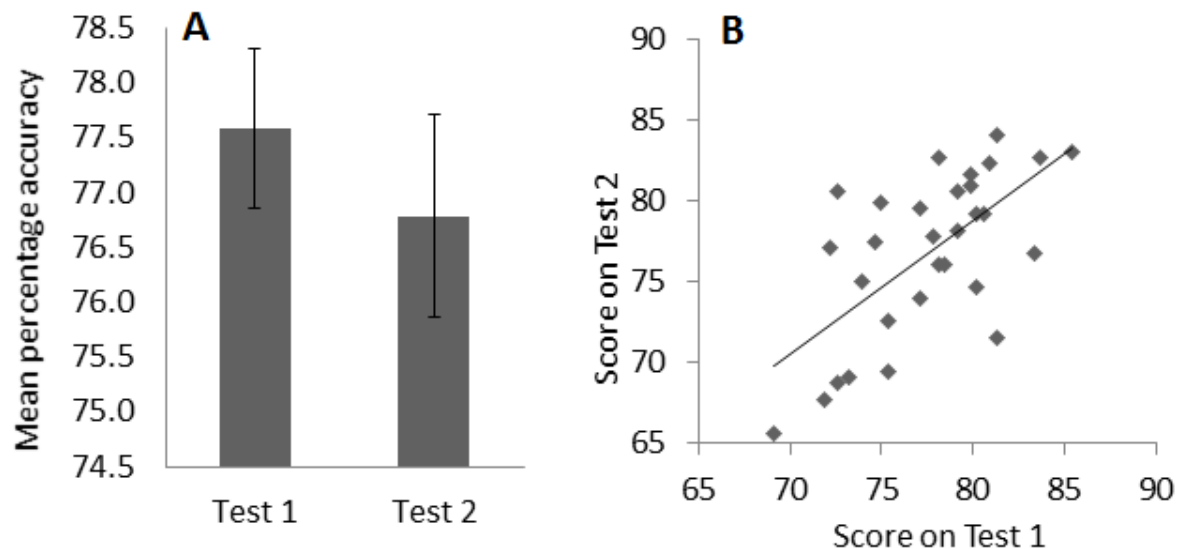 A
Mean percentage accuracy
78.5
78.0
77.5
77.0
76.5
76.0
75.5
75.0
74.5
Test 1 Test 2
B
Score on Test 2
90
85
80
75
70
65
65 70 75 80 85 90
Score on Test 1